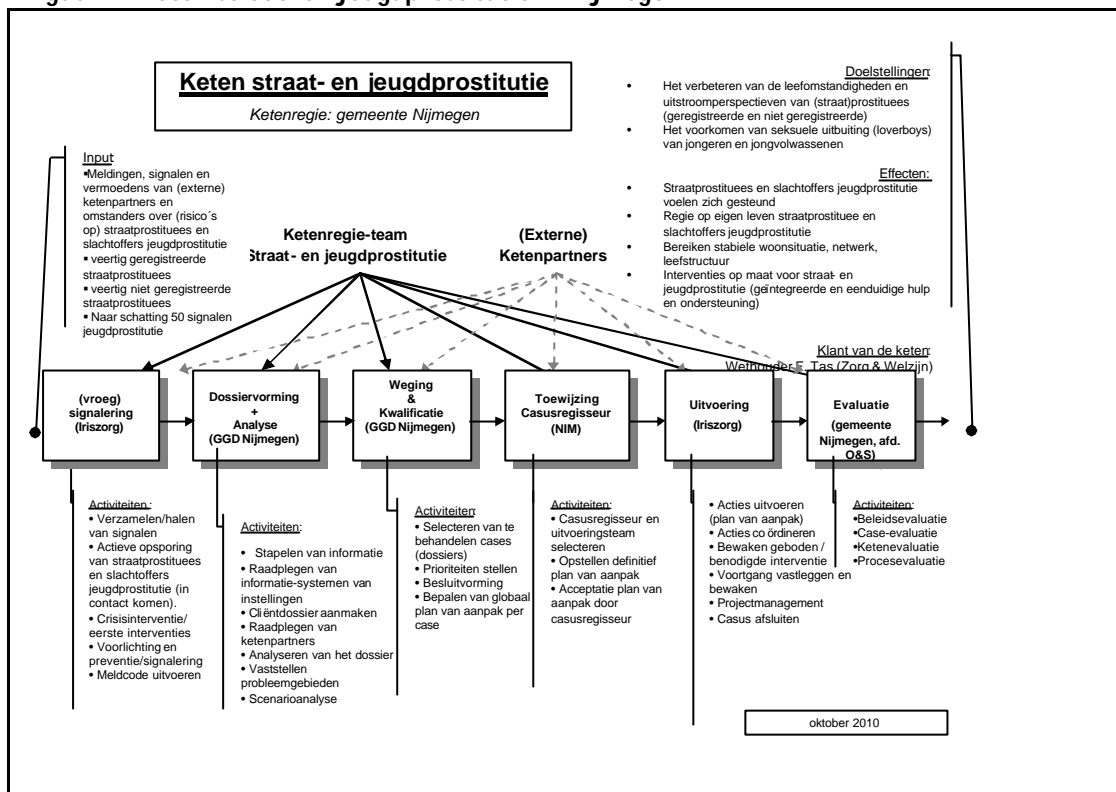 Keten straat- en jeugdprostitutie
Ketenregie: gemeente Nijmegen
Doelstellingen:
• Het verbeteren van de leefomstandigheden en
uitstroomperspectieven van (straat)prostituees
(geregistreerde en niet geregistreerde)
• Het voorkomen van seksuele uitbuiting (loverboys)
van jongeren en jongvolwassenen
Effecten:
• Straatprostituees en slachtoffers jeugdprostitutie
voelen zich gesteund
• Regie op eigen leven straatprostituee en
slachtoffers jeugdprostitutie
• Bereiken stabiele woonsituatie, netwerk,
leefstructuur
• Interventies op maat voor straat- en
jeugdprostitutie (geïntegreerde en eenduidige hulp
en ondersteuning)
Klant van de keten:
Wethouder F. Tas (Zorg & Welzijn)
Input
▪Meldingen, signalen en
vermoedens van (externe)
ketenpartners en
omstanders over (risico´s
op) straatprostituees en
slachtoffers jeugdprostitutie
▪ veertig geregistreerde
straatprostituees
▪ veertig niet geregistreerde
straatprostituees
▪ Naar schatting 50 signalen
jeugdprostitutie
Ketenregie-team
Straat- en jeugdprostitutie
(Externe)
Ketenpartners
(vroeg)
signalering
(Iriszorg)
Dossiervorming
+
Analyse
(GGD Nijmegen)
Weging
&
Kwalificatie
(GGD Nijmegen)
Toewijzing
Casusregisseur
(NIM)
Uitvoering
(Iriszorg)
Evaluatie
(gemeente
Nijmegen, afd.
O&S)
Activiteiten:
• Verzamelen/halen
van signalen
• Actieve opsporing
van straatprostituees
en slachtoffers
jeugdprostitutie (in
contact komen).
• Crisisinterventie/
eerste interventies
• Voorlichting en
preventie/signalering
• Meldcode uitvoeren
Activiteiten:
• Stapelen van informatie
• Raadplegen van
informatie-systemen van
instellingen
• Cliëntdossier aanmaken
• Raadplegen van
ketenpartners
• Analyseren van het dossier
• Vaststellen
probleemgebieden
• Scenarioanalyse
Activiteiten:
• Selecteren van te
behandelen cases
(dossiers)
• Prioriteiten stellen
• Besluitvorming
• Bepalen van globaal
plan van aanpak per
case
Activiteiten:
• Casusregisseur en
uitvoeringsteam
selecteren
• Opstellen definitief
plan van aanpak
• Acceptatie plan van
aanpak door
casusregisseur
• Acties uitvoeren
(plan van aanpak)
• Acties coördineren
• Bewaken geboden /
benodigde interventie
• Voortgang vastleggen en
bewaken
• Projectmanagement
• Casus afsluiten
Activiteiten:
•Beleidsevaluatie
•Case-evaluatie
•Ketenevaluatie
•Procesevaluatie
oktober 2010